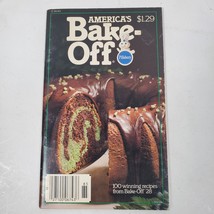 AMERICA'S
$1.29
Bake-
Off
Pillsbury
100 winning recipes
from Bake-Off 28